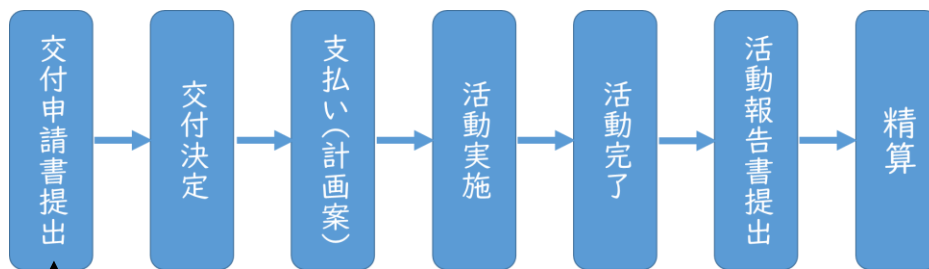 交付申請書提出
交付決定
支払い(計画案)
活動実施
活動完了
活動報告書提出
精算